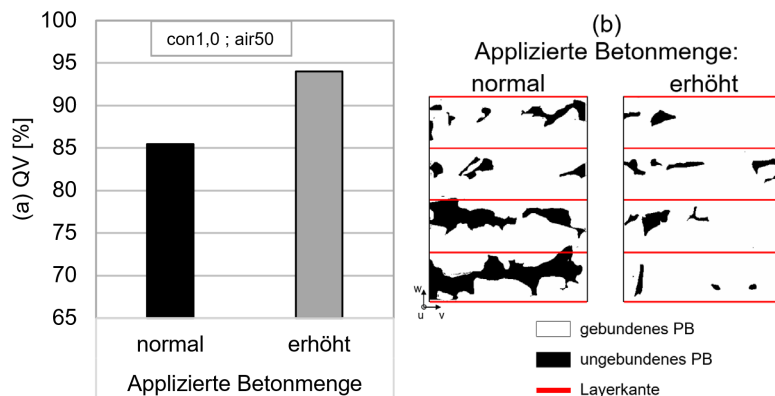 100
95
90
85
80
75
70
65
(a) QV [%]
con1,0 ; air50
normal
erhöht
Applizierte Betonmenge
(b)
Applizierte Betonmenge:
normal
erhöht
w
u
v
gebundenes PB
ungebundenes PB
Layerkante